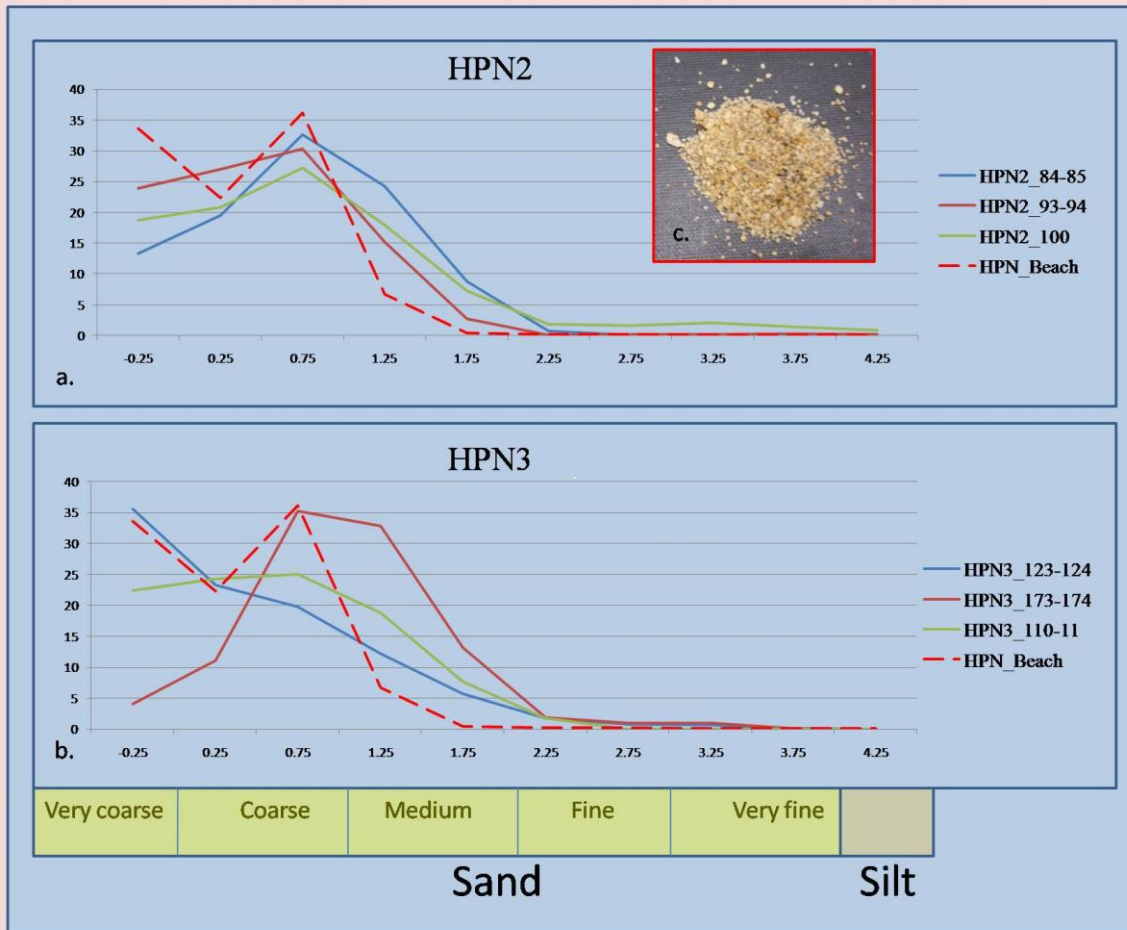 HPN2
40
35
30
25
20
15
10
5
0
-0.25 0.25 0.75 1.25 1.75 2.25 2.75 3.25 3.75 4.25
a.
c.
HPN2_84-85
HPN2_93-94
HPN2_100
HPN_Beach
HPN3
40
35
30
25
20
15
10
5
0
-0.25 0.25 0.75 1.25 1.75 2.25 2.75 3.25 3.75 4.25
b.
HPN3_123-124
HPN3_173-174
HPN3_110-11
HPN_Beach
Very coarse Coarse Medium Fine Very fine
Sand Silt